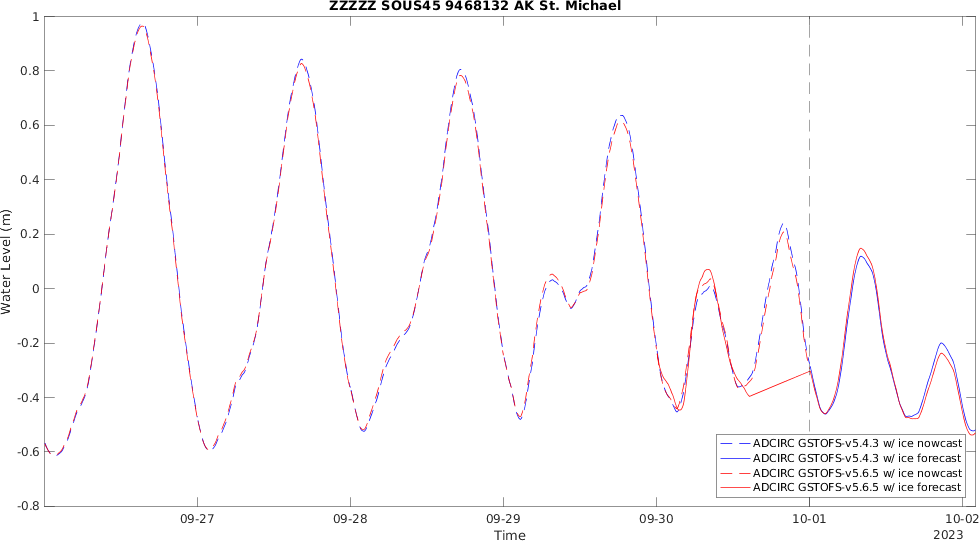 ZZZZZ SOUS45 9468132 AK St. Michael
1
0.8
0.6
0.4
0.2
0
-0.2
-0.4
-0.6
-0.8
Water Level (m)
09-27
09-28
09-29
09-30
10-01
10-02
Time
2023
ADCIRC GSTOFS-v5.4.3 w/ ice nowcast
ADCIRC GSTOFS-v5.4.3 w/ ice forecast
ADCIRC GSTOFS-v5.6.5 w/ ice nowcast
ADCIRC GSTOFS-v5.6.5 w/ ice forecast